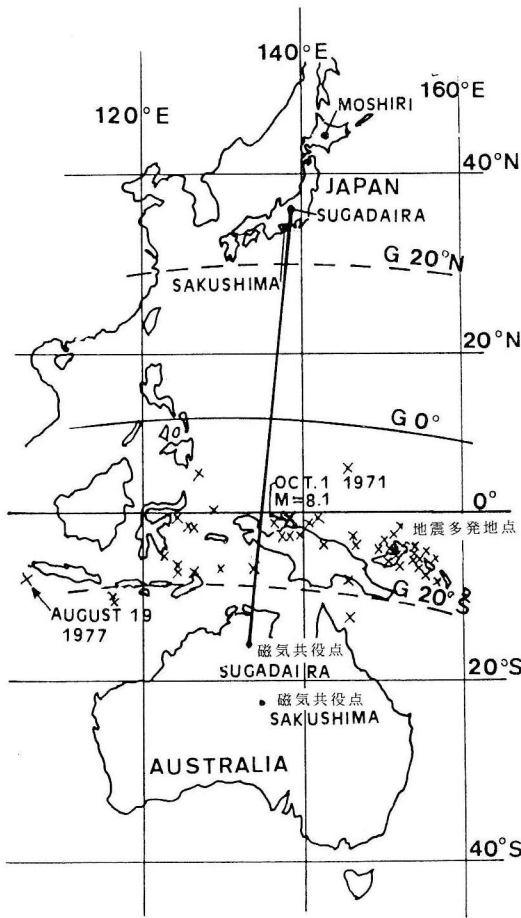 140°E
160°E
120°E
MOSHIRI
40°N
JAPAN
SUGADAIRA
SAKUSHIMA
G 20°N
20°N
G 0°
OCT.1 1971
M=8.1
0°
地震多発地点
G 20°S
AUGUST 19
1977
磁気共役点
SUGADAIRA
20°S
磁気共役点
SAKUSHIMA
AUSTRALIA
40°S